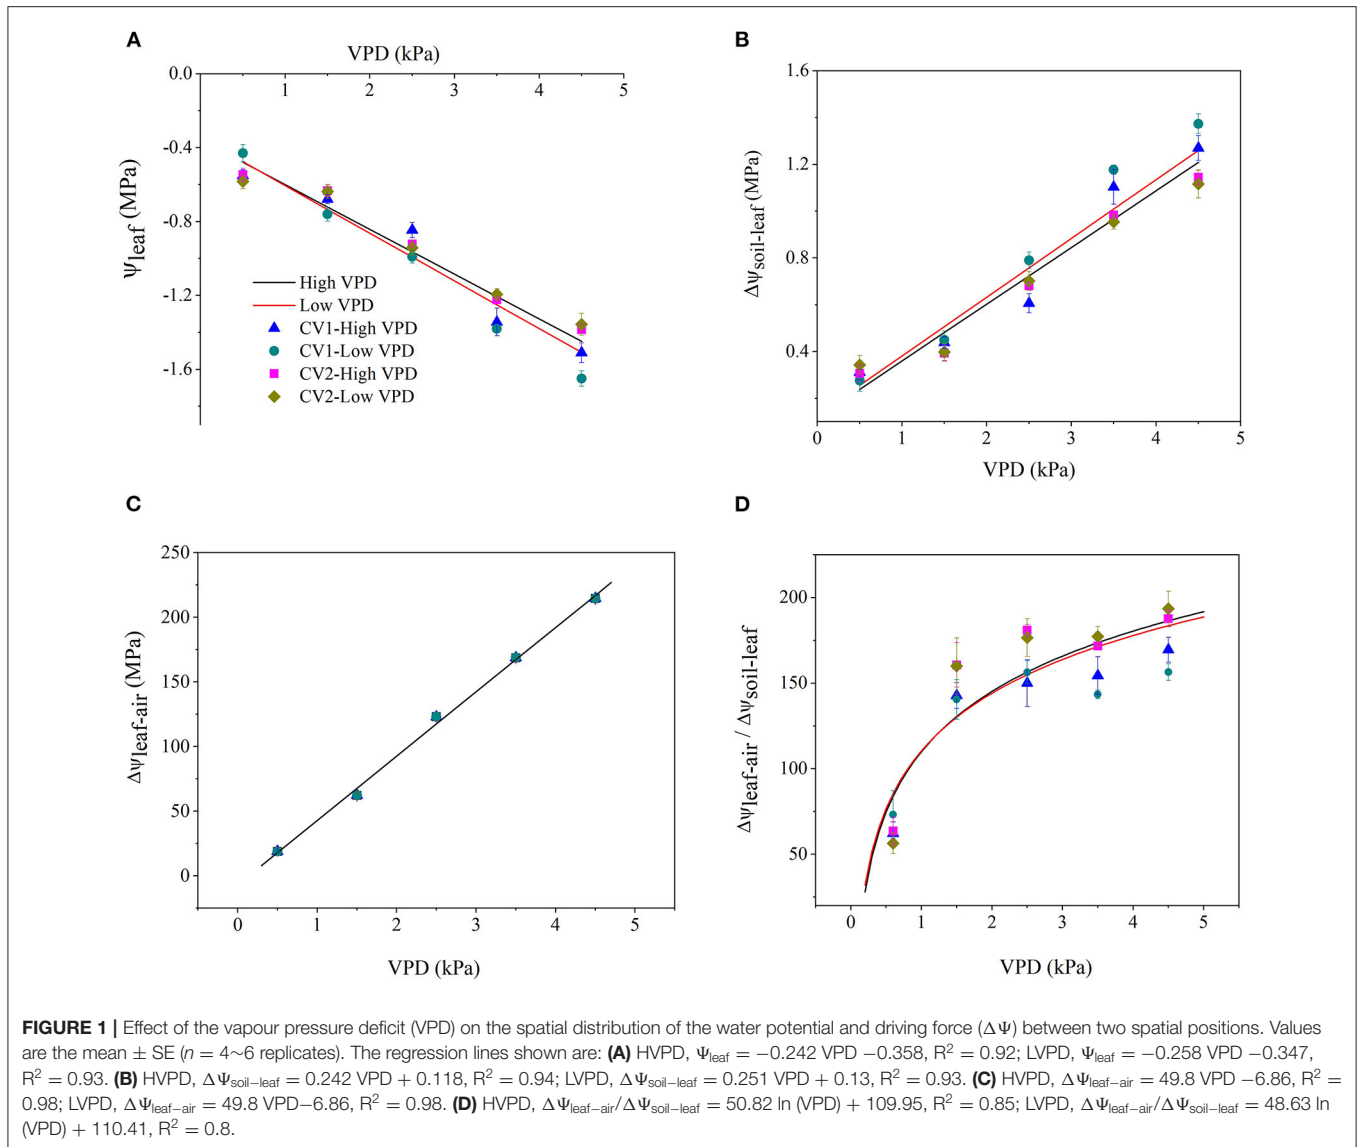 A
VPD (kPa)
0.0
1
2
3
4
5
-0.4
-0.8
-1.2
-1.6
Ψleaf (MPa)
High VPD
Low VPD
CV1-High VPD
CV1-Low VPD
CV2-High VPD
CV2-Low VPD
B
1.6
1.2
0.8
0.4
ΔΨsoil-leaf (MPa)
0
1
2
3
4
5
VPD (kPa)
C
250
200
150
100
50
0
Δψleaf-air (MPa)
0
1
2
3
4
5
VPD (kPa)
D
200
150
100
50
Δψleaf-air / Δψsoil-leaf
0
1
2
3
4
5
VPD (kPa)
FIGURE 1 | Effect of the vapour pressure deficit (VPD) on the spatial distribution of the water potential and driving force (ΔΨ) between two spatial positions. Values
are the mean ± SE (n = 4~6 replicates). The regression lines shown are: (A) HVPD, Ψleaf = −0.242 VPD −0.358, R² = 0.92; LVPD, Ψleaf = −0.258 VPD −0.347,
R² = 0.93. (B) HVPD, ΔΨsoil−leaf = 0.242 VPD + 0.118, R² = 0.94; LVPD, ΔΨsoil−leaf = 0.251 VPD + 0.13, R² = 0.93. (C) HVPD, ΔΨleaf−air = 49.8 VPD −6.86, R² =
0.98; LVPD, ΔΨleaf−air = 49.8 VPD−6.86, R² = 0.98. (D) HVPD, ΔΨleaf−air/ΔΨsoil−leaf = 50.82 ln (VPD) + 109.95, R² = 0.85; LVPD, ΔΨleaf−air/ΔΨsoil−leaf = 48.63 ln
(VPD) + 110.41, R² = 0.8.